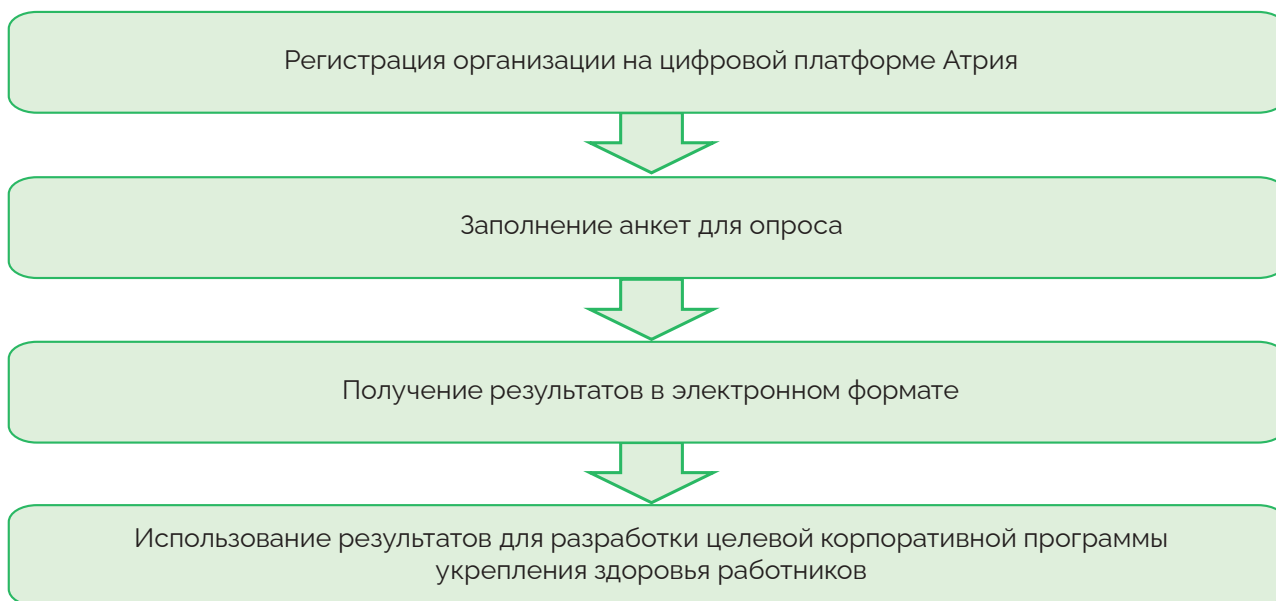 Регистрация организации на цифровой платформе Атрия
Заполнение анкет для опроса
Получение результатов в электронном формате
Использование результатов для разработки целевой корпоративной программы
укрепления здоровья работников